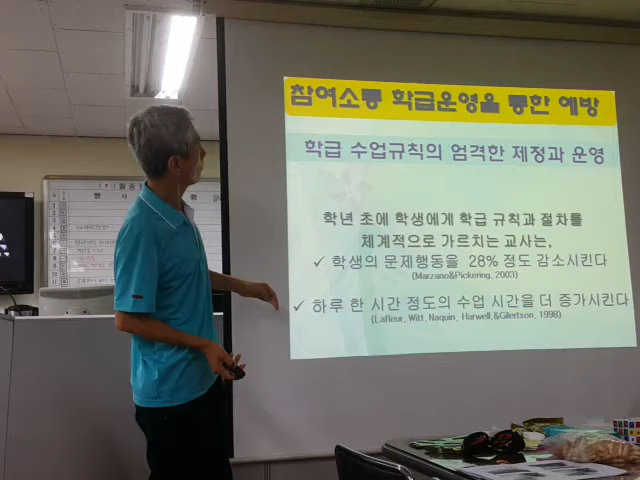 참여소통 학급운영을 통한 예방
학급 수업규칙의 엄격한 제정과 운영
학년 초에 학생에게 학급 규칙과 절차를
체계적으로 가르치는 교사는,
✓ 학생의 문제행동을 28% 정도 감소시킨다
(Marzano&Pickering, 2003)
✓ 하루 한 시간 정도의 수업 시간을 더 증가시킨다
(Lafleur, Witt, Naquin, Harwell,&Gilertson, 1998)